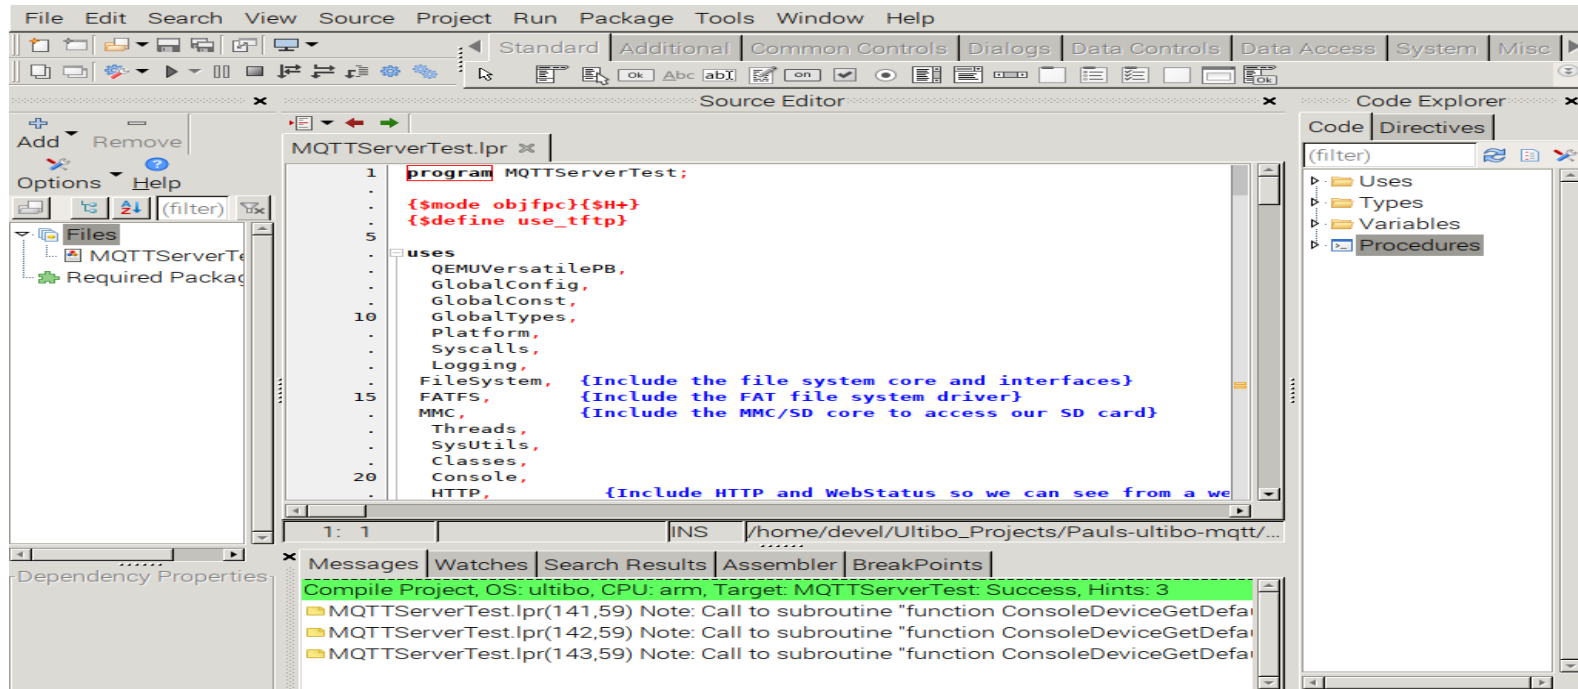 File Edit Search View Source Project Run Package Tools Window Help
Standard Additional Common Controls Dialogs Data Controls Data Access System Misc
Ok Abc abI on Ok
Source Editor
Code Explorer
Add Remove
Options Help
(filter)
Files
MQTTServerTe
Required Packag
Dependency Properties
MQTTServerTest.lpr
1 program MQTTServerTest;
.
. {$mode objfpc}{$H+}
. {$define use_tftp}
5
. uses
. QEMUVersatilePB,
. GlobalConfig,
. GlobalConst,
10 GlobalTypes,
. Platform,
. Syscalls,
. Logging,
. FileSystem, {Include the file system core and interfaces}
15 FATFS, {Include the FAT file system driver}
. MMC, {Include the MMC/SD core to access our SD card}
. Threads,
. SysUtils,
. Classes,
20 Console,
. HTTP, {Include HTTP and WebStatus so we can see from a we
1: 1 INS /home/devel/Ultibo_Projects/Pauls-ultibo-mqtt/...
Messages Watches Search Results Assembler BreakPoints
Compile Project, OS: ultibo, CPU: arm, Target: MQTTServerTest: Success, Hints: 3
MQTTServerTest.lpr(141,59) Note: Call to subroutine "function ConsoleDeviceGetDefau
MQTTServerTest.lpr(142,59) Note: Call to subroutine "function ConsoleDeviceGetDefau
MQTTServerTest.lpr(143,59) Note: Call to subroutine "function ConsoleDeviceGetDefau
Code Directives
(filter)
Uses
Types
Variables
Procedures